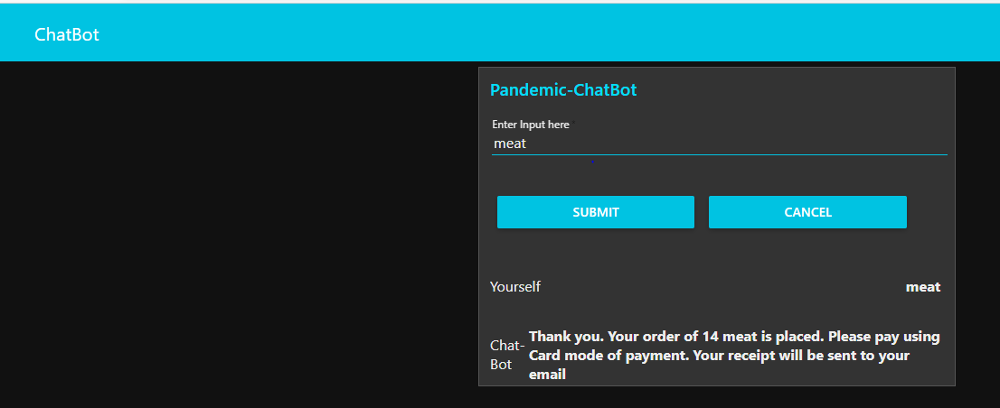 ChatBot
Pandemic-ChatBot
Enter Input here *
meat
SUBMIT CANCEL
Yourself meat
Chat-Bot
Thank you. Your order of 14 meat is placed. Please pay using
Card mode of payment. Your receipt will be sent to your
email